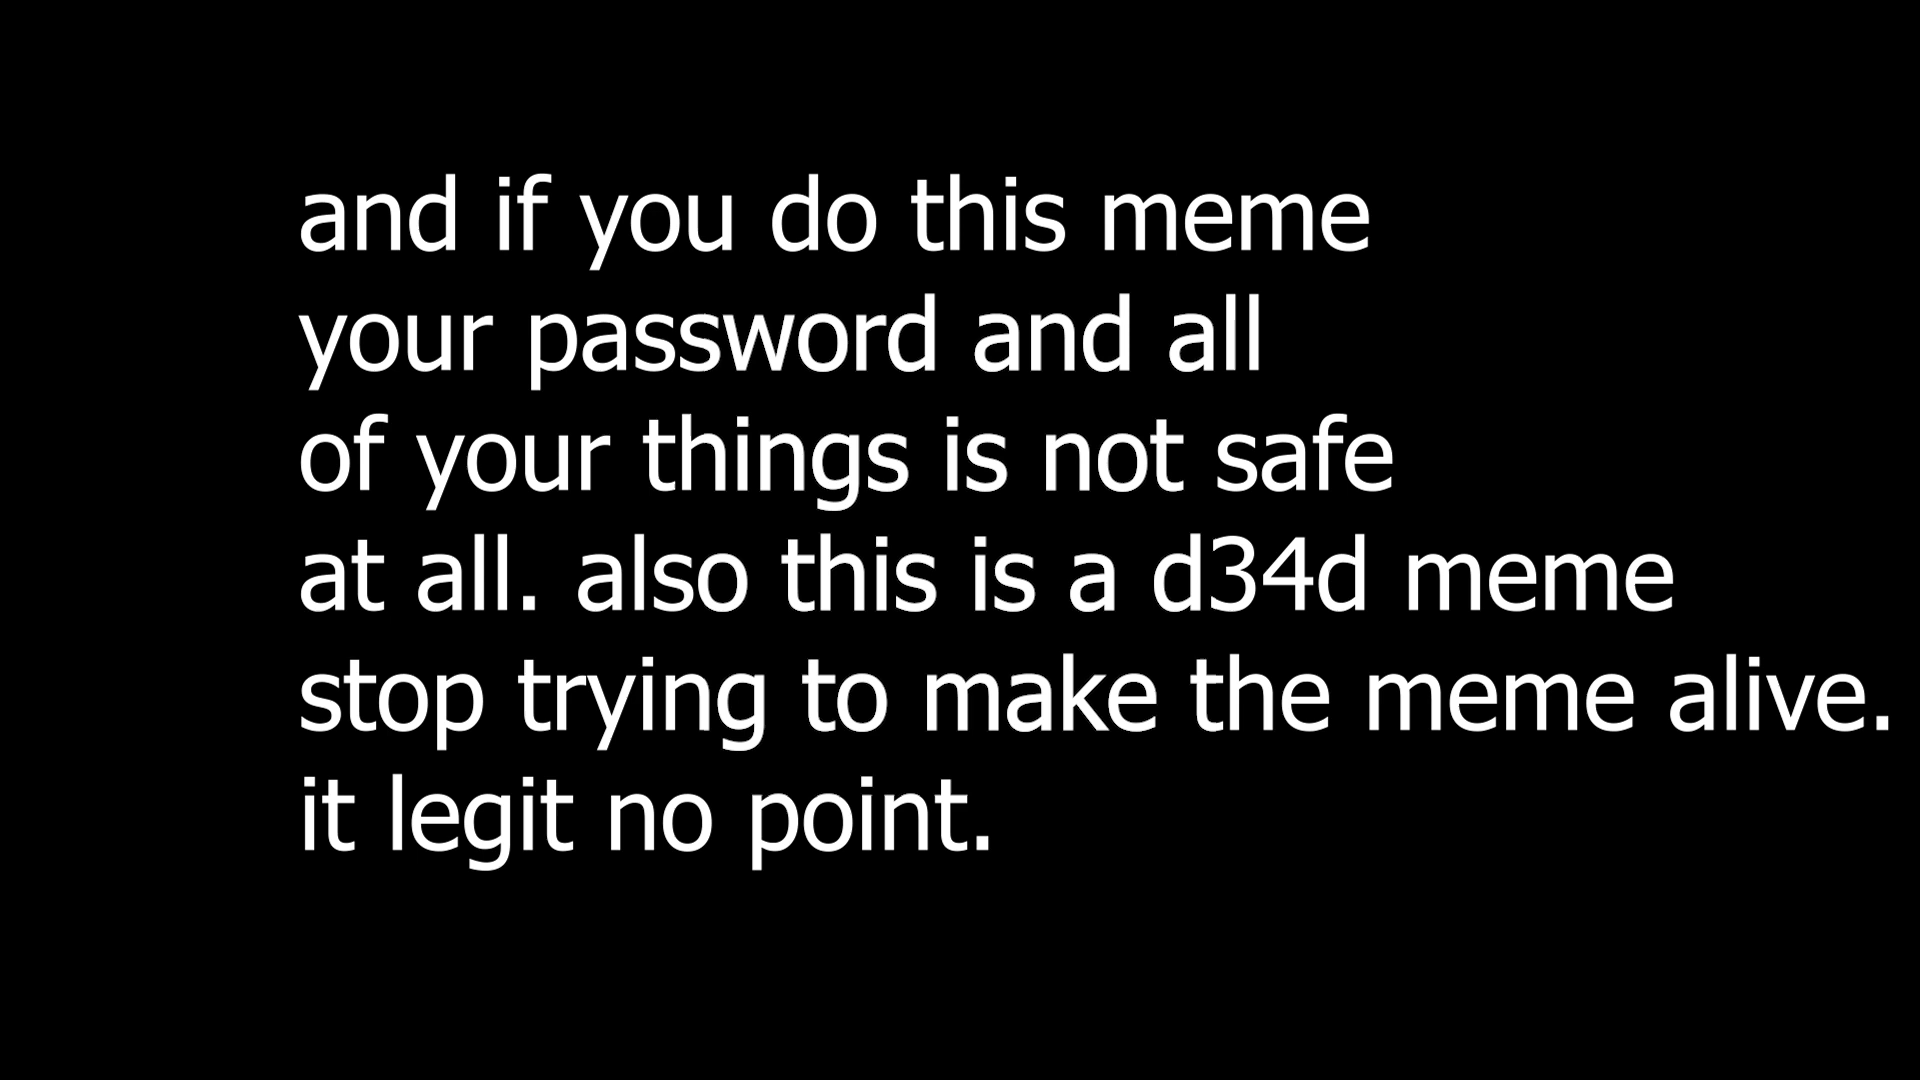 and if you do this meme
your password and all
of your things is not safe
at all. also this is a d34d meme
stop trying to make the meme alive.
it legit no point.